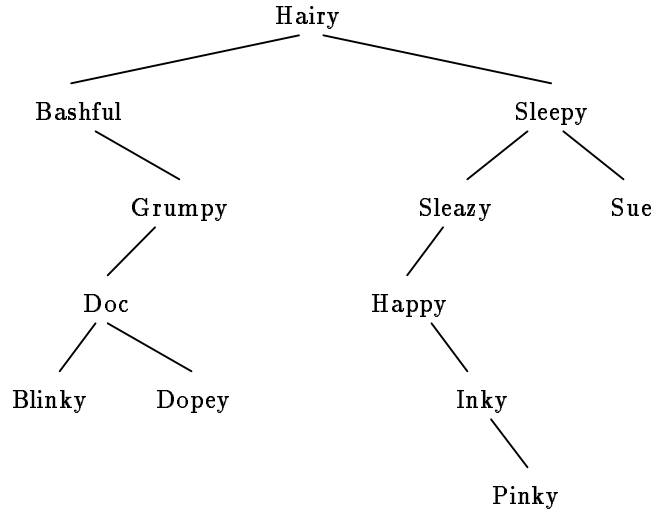 Hairy
Bashful Sleepy
Grumpy Sleazy Sue
Doc Happy
Blinky Dopey Inky
Pinky